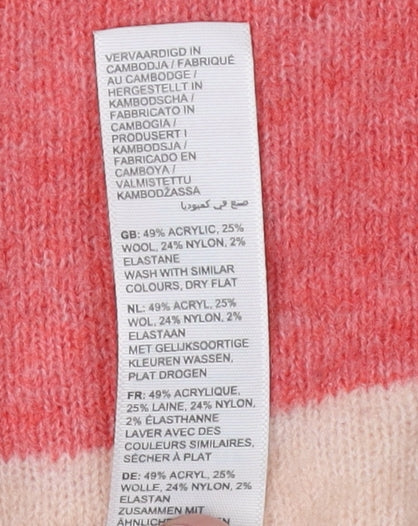 VERVAARDIGD IN
CAMBODJA / FABRIQUÉ
AU CAMBODGE /
HERGESTELLT IN
KAMBODSCHA /
FABBRICATO IN
CAMBOGIA /
PRODUSERT I
KAMBODSJA /
FABRICADO EN
CAMBOYA /
VALMISTETTU
KAMBODŽASSA
صنع في كمبوديا
GB: 49% ACRYLIC, 25%
WOOL, 24% NYLON, 2%
ELASTANE
WASH WITH SIMILAR
COLOURS, DRY FLAT
NL: 49% ACRYL, 25%
WOL, 24% NYLON, 2%
ELASTAAN
MET GELIJKSOORTIGE
KLEUREN WASSEN,
PLAT DROGEN
FR: 49% ACRYLIQUE,
25% LAINE, 24% NYLON,
2% ÉLASTHANNE
LAVER AVEC DES
COULEURS SIMILAIRES,
SÉCHER À PLAT
DE: 49% ACRYL, 25%
WOLLE, 24% NYLON, 2%
ELASTAN
ZUSAMMEN MIT